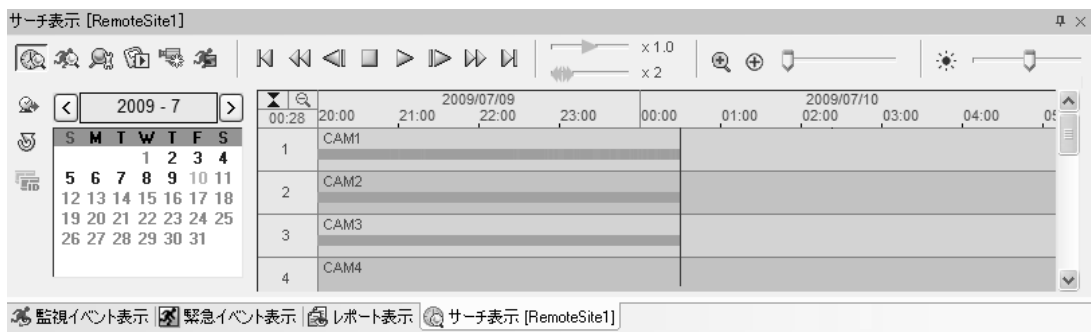 サーチ表示 [RemoteSite1]
x 1.0
x 2
2009 - 7
2009/07/09 2009/07/10
00:28 20:00 21:00 22:00 23:00 00:00 01:00 02:00 03:00 04:00
S M T W T F S
1 2 3 4
5 6 7 8 9 10 11
12 13 14 15 16 17 18
19 20 21 22 23 24 25
26 27 28 29 30 31
ID
1 CAM1
2 CAM2
3 CAM3
4 CAM4
監視イベント表示 緊急イベント表示 レポート表示 サーチ表示 [RemoteSite1]